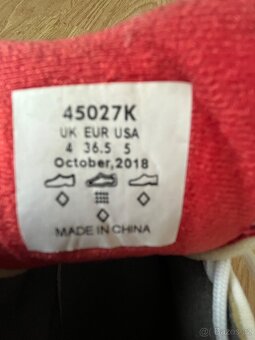 45027K
UK EUR USA
4 36.5 5
October,2018
MADE IN CHINA